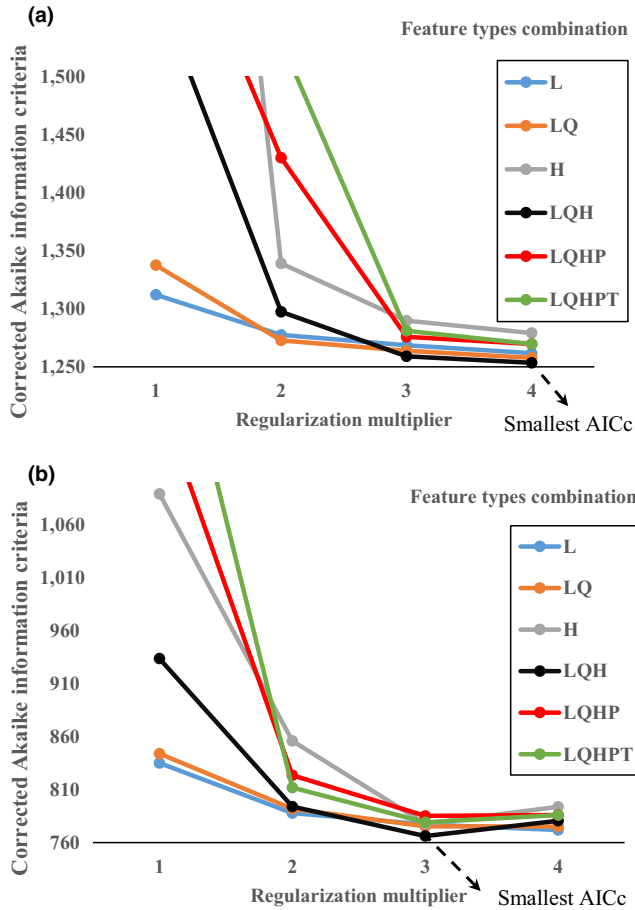 (a)
Feature types combination
Corrected Akaike information criteria
1,500
1,450
1,400
1,350
1,300
1,250
L
LQ
H
LQH
LQHP
LQHPT
1 2 3 4
Regularization multiplier
Smallest AICc
(b)
Feature types combination
Corrected Akaike information criteria
1,060
1,010
960
910
860
810
760
L
LQ
H
LQH
LQHP
LQHPT
1 2 3 4
Regularization multiplier
Smallest AICc